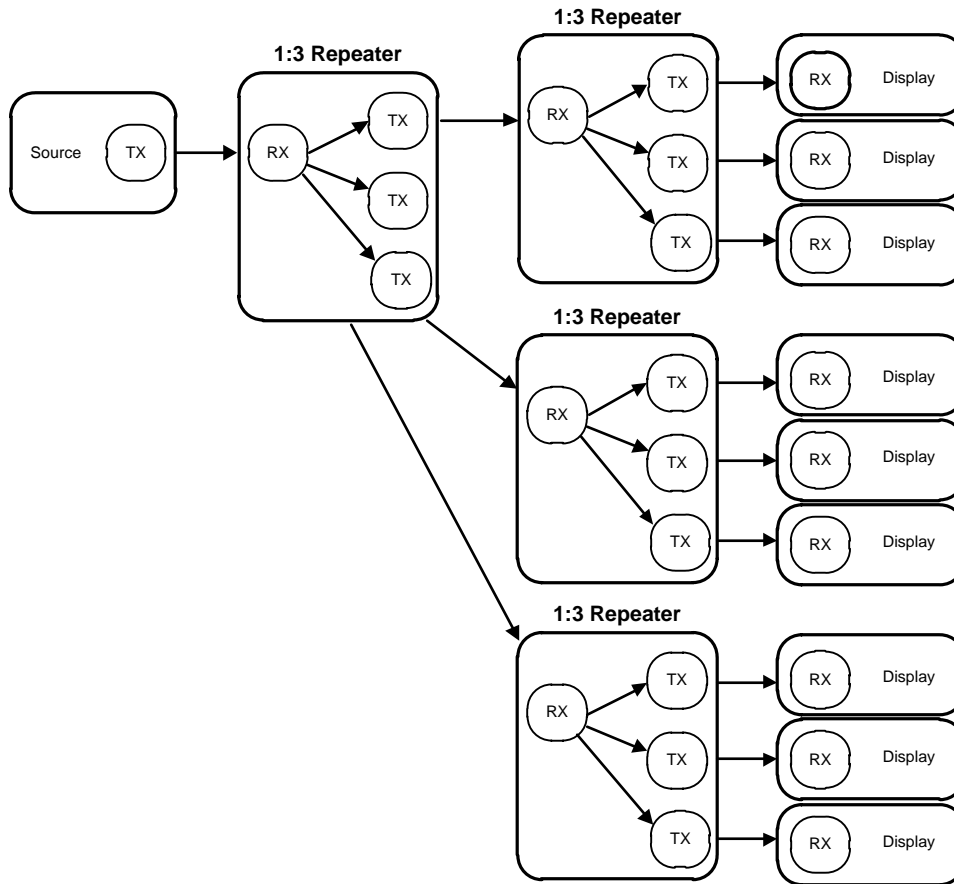 1:3 Repeater
1:3 Repeater
Source
TX
RX
TX
TX
TX
RX
TX
TX
TX
RX
Display
RX
Display
RX
Display
1:3 Repeater
RX
TX
TX
TX
RX
Display
RX
Display
RX
Display
1:3 Repeater
RX
TX
TX
TX
RX
Display
RX
Display
RX
Display